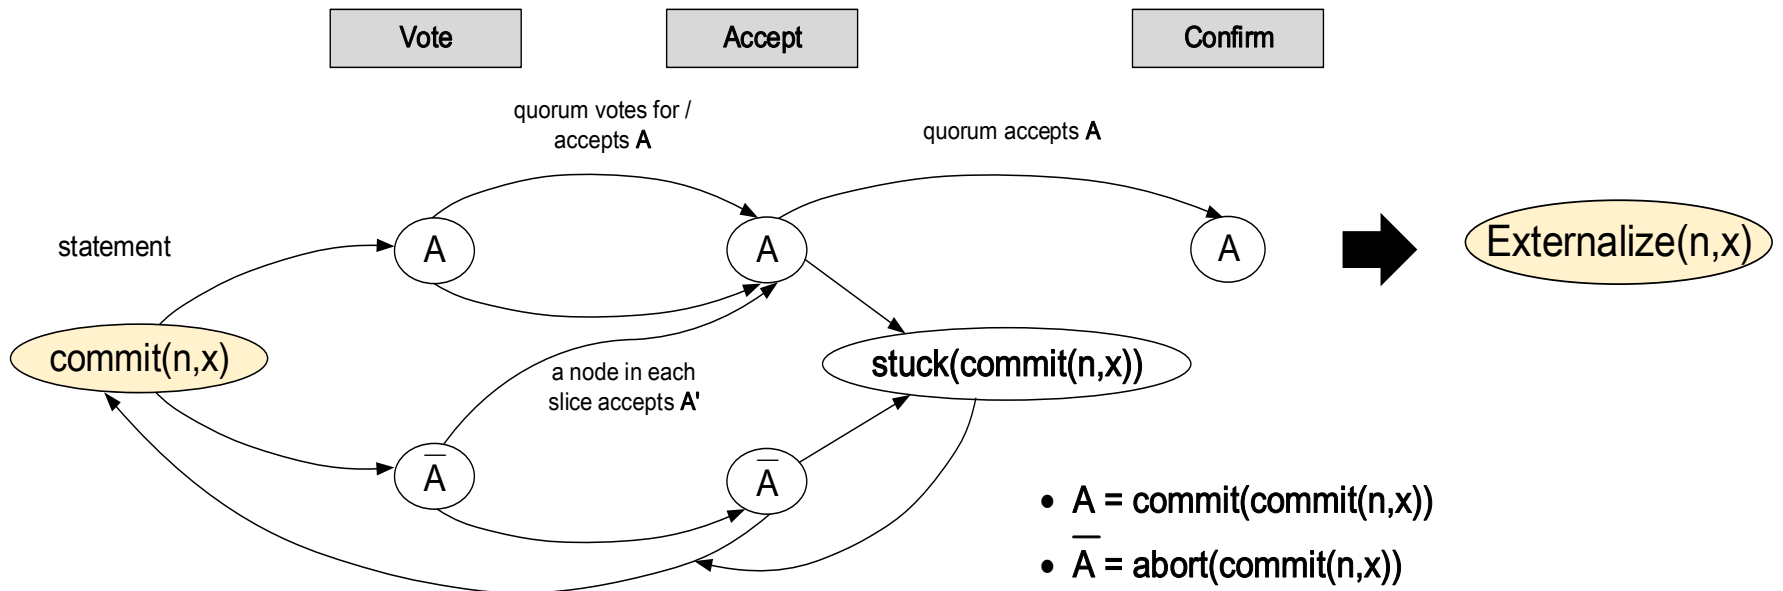 Vote
Accept
Confirm
quorum votes for /
accepts A
quorum accepts A
statement
A
A
A
Externalize(n,x)
commit(n,x)
a node in each
slice accepts A'
stuck(commit(n,x))
A̅
A̅
• A = commit(commit(n,x))
• A̅ = abort(commit(n,x))